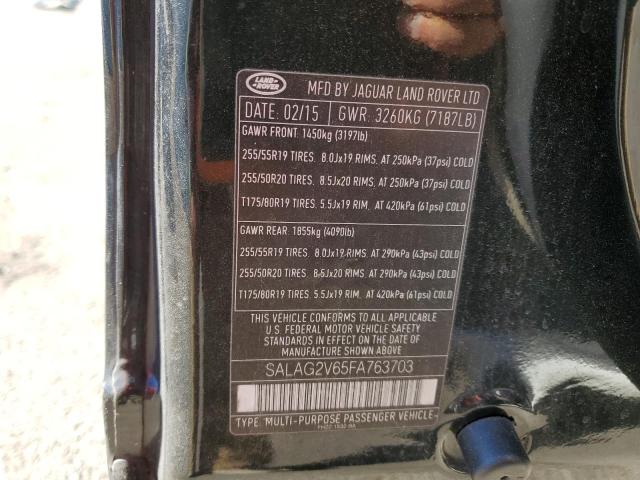 LAND ROVER
MFD BY JAGUAR LAND ROVER LTD
DATE: 02/15 GWR: 3260KG (7187LB)
GAWR FRONT: 1450kg (3197lb)
255/55R19 TIRES. 8.0Jx19 RIMS, AT 250kPa (37psi) COLD
255/50R20 TIRES. 8.5Jx20 RIMS, AT 250kPa (37psi) COLD
T175/80R19 TIRES. 5.5Jx19 RIM, AT 420kPa (61psi) COLD
GAWR REAR: 1855kg (4090lb)
255/55R19 TIRES. 8.0Jx19 RIMS, AT 290kPa (43psi) COLD
255/50R20 TIRES. 8.5Jx20 RIMS, AT 290kPa (43psi) COLD
T175/80R19 TIRES. 5.5Jx19 RIM, AT 420kPa (61psi) COLD
THIS VEHICLE CONFORMS TO ALL APPLICABLE
U.S. FEDERAL MOTOR VEHICLE SAFETY
STANDARDS IN EFFECT ON THE DATE OF
MANUFACTURE SHOWN ABOVE.
SALAG2V65FA763703
TYPE: MULTI-PURPOSE PASSENGER VEHICLE